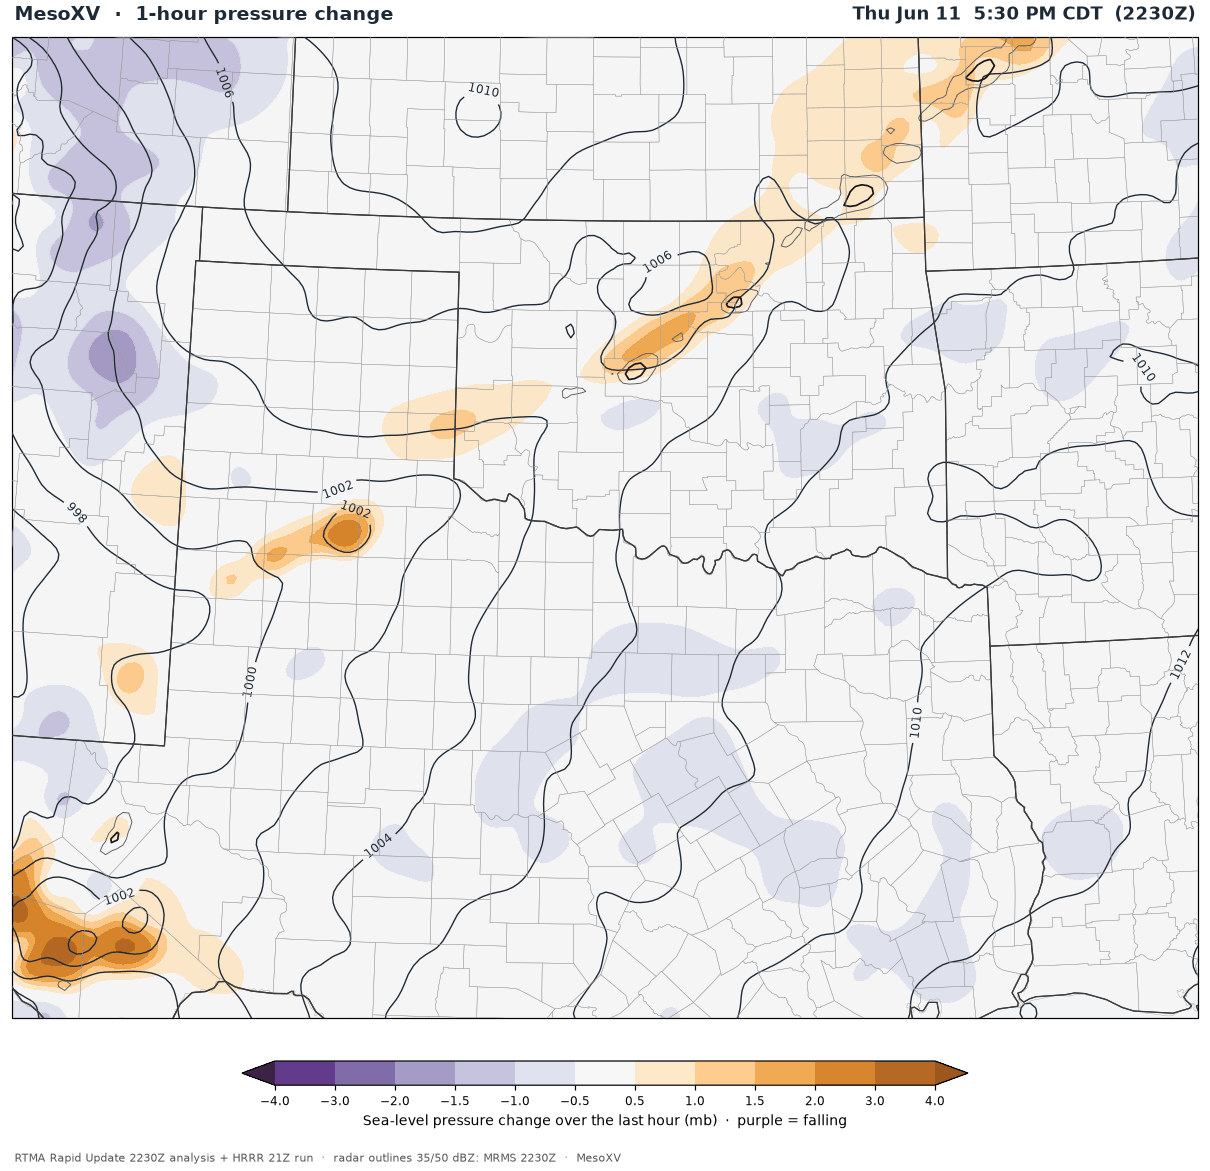 MesoXV · 1-hour pressure change
Thu Jun 11 5:30 PM CDT (2230Z)
1006
1010
1006
1010
1002
1002
998
1012
1000
1010
1004
1002
−4.0 −3.0 −2.0 −1.5 −1.0 −0.5 0.5 1.0 1.5 2.0 3.0 4.0
Sea-level pressure change over the last hour (mb) · purple = falling
RTMA Rapid Update 2230Z analysis + HRRR 21Z run · radar outlines 35/50 dBZ: MRMS 2230Z · MesoXV